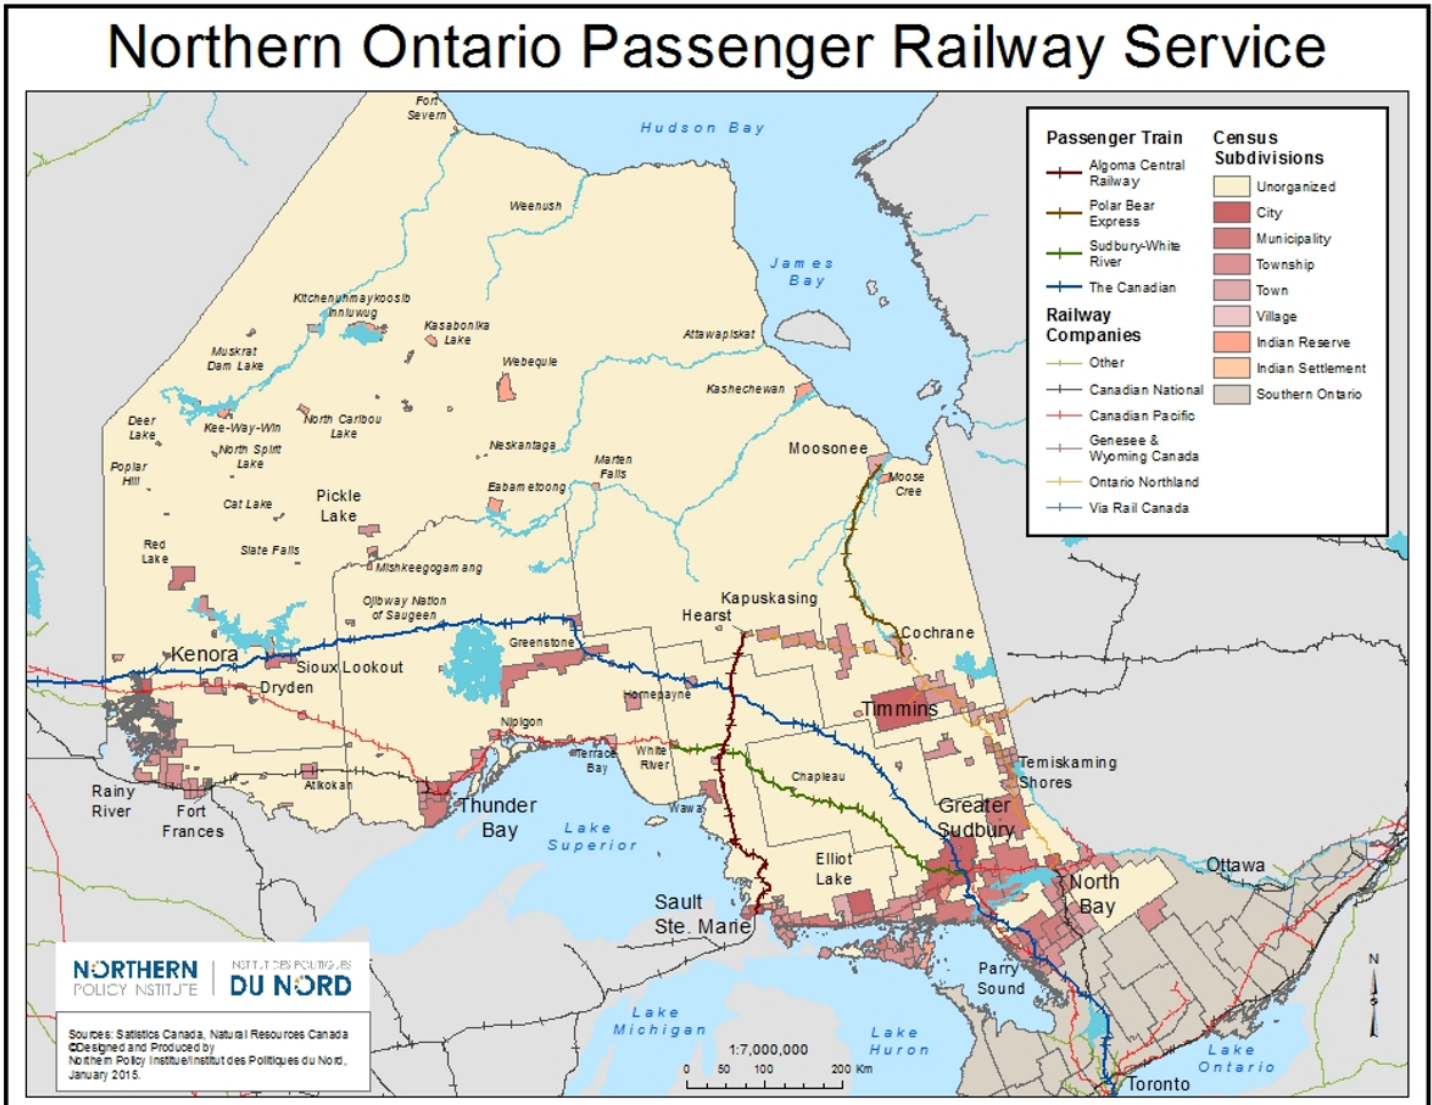 Northern Ontario Passenger Railway Service
Fort
Severn
Hudson Bay
Weenush
James
Bay
Kitchenuhmaykoosib
Inniuwug
Kasabonika
Lake
Attawapiskat
Muskrat
Dam Lake
Webequie
Kashechewan
Deer
Lake
Kee-Way-Win
North Caribou
Lake
North Spirit
Lake
Neskantaga
Moosonee
Poplar
Hill
Marten
Falls
Moose
Cree
Cat Lake
Pickle
Lake
Eabametoong
Red
Lake
Slate Falls
Mishkeegogamang
Ojibway Nation
of Saugeen
Kapuskasing
Hearst
Cochrane
Greenstone
Kenora
Sioux Lookout
Dryden
Hornepayne
Timmins
Nipigon
Terrace
Bay
White
River
Chapleau
Temiskaming
Shores
Atikokan
Rainy
River
Fort
Frances
Thunder
Bay
Wawa
Greater
Sudbury
Lake
Superior
Elliot
Lake
Ottawa
North
Bay
Sault
Ste. Marie
Parry
Sound
Lake
Michigan
Lake
Huron
Lake
Ontario
Toronto
Passenger Train
Algoma Central
Railway
Polar Bear
Express
Sudbury-White
River
The Canadian
Railway
Companies
Other
Canadian National
Canadian Pacific
Genesee &
Wyoming Canada
Ontario Northland
Via Rail Canada
Census
Subdivisions
Unorganized
City
Municipality
Township
Town
Village
Indian Reserve
Indian Settlement
Southern Ontario
NORTHERN
POLICY INSTITUTE
INSTITUT DES POLITIQUES
DU NORD
Sources: Satistics Canada, Natural Resources Canada
©Designed and Produced by
Northern Policy Institue/Institut des Politiques du Nord,
January 2015.
1:7,000,000
0 50 100 200 Km
N
S